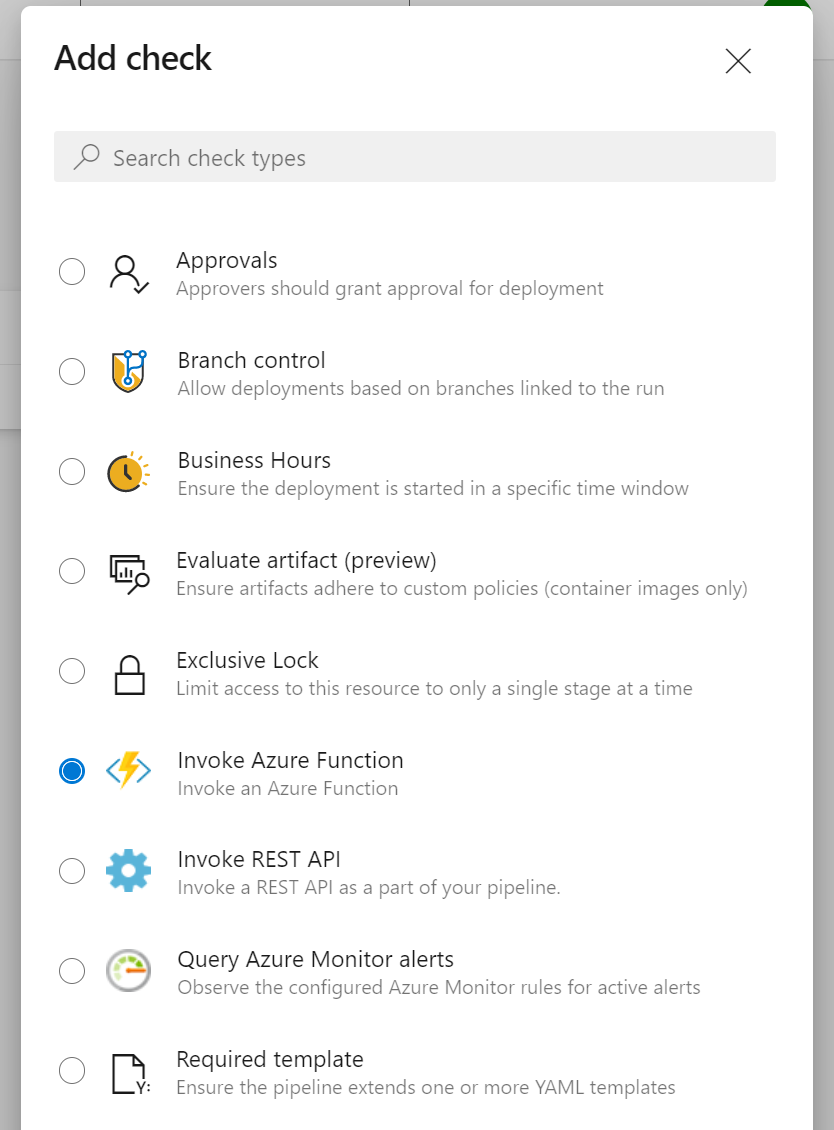 Add check
Search check types
Approvals
Approvers should grant approval for deployment
Branch control
Allow deployments based on branches linked to the run
Business Hours
Ensure the deployment is started in a specific time window
Evaluate artifact (preview)
Ensure artifacts adhere to custom policies (container images only)
Exclusive Lock
Limit access to this resource to only a single stage at a time
Invoke Azure Function
Invoke an Azure Function
Invoke REST API
Invoke a REST API as a part of your pipeline.
Query Azure Monitor alerts
Observe the configured Azure Monitor rules for active alerts
Required template
Y:
Ensure the pipeline extends one or more YAML templates